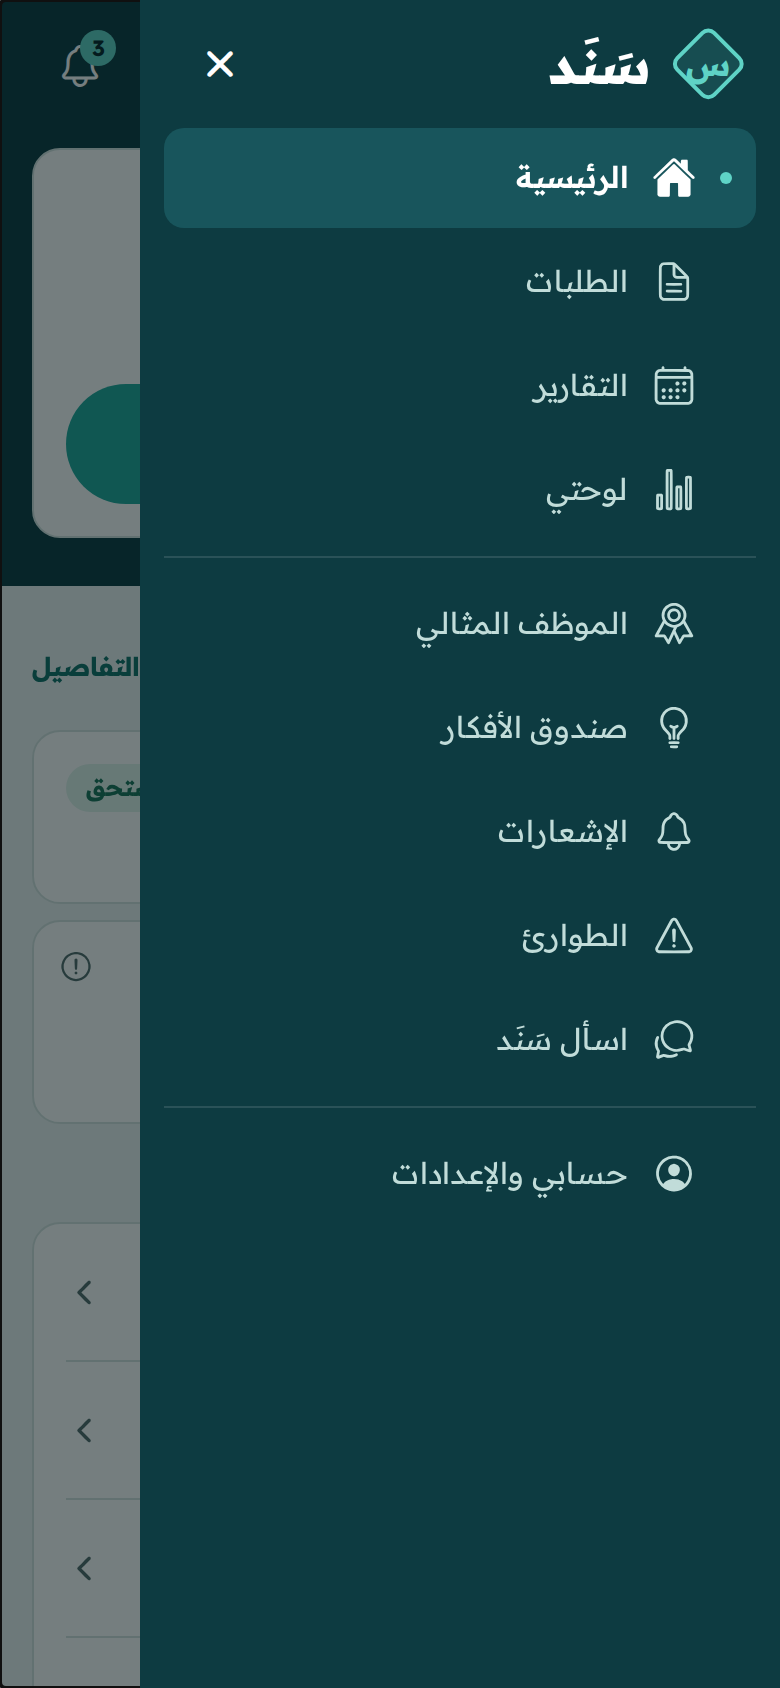 س
سَنَد
3
الرئيسية
الطلبات
التقارير
لوحتي
الموظف المثالي
التفاصيل
صندوق الأفكار
الإشعارات
الطوارئ
اسأل سَنَد
حسابي والإعدادات